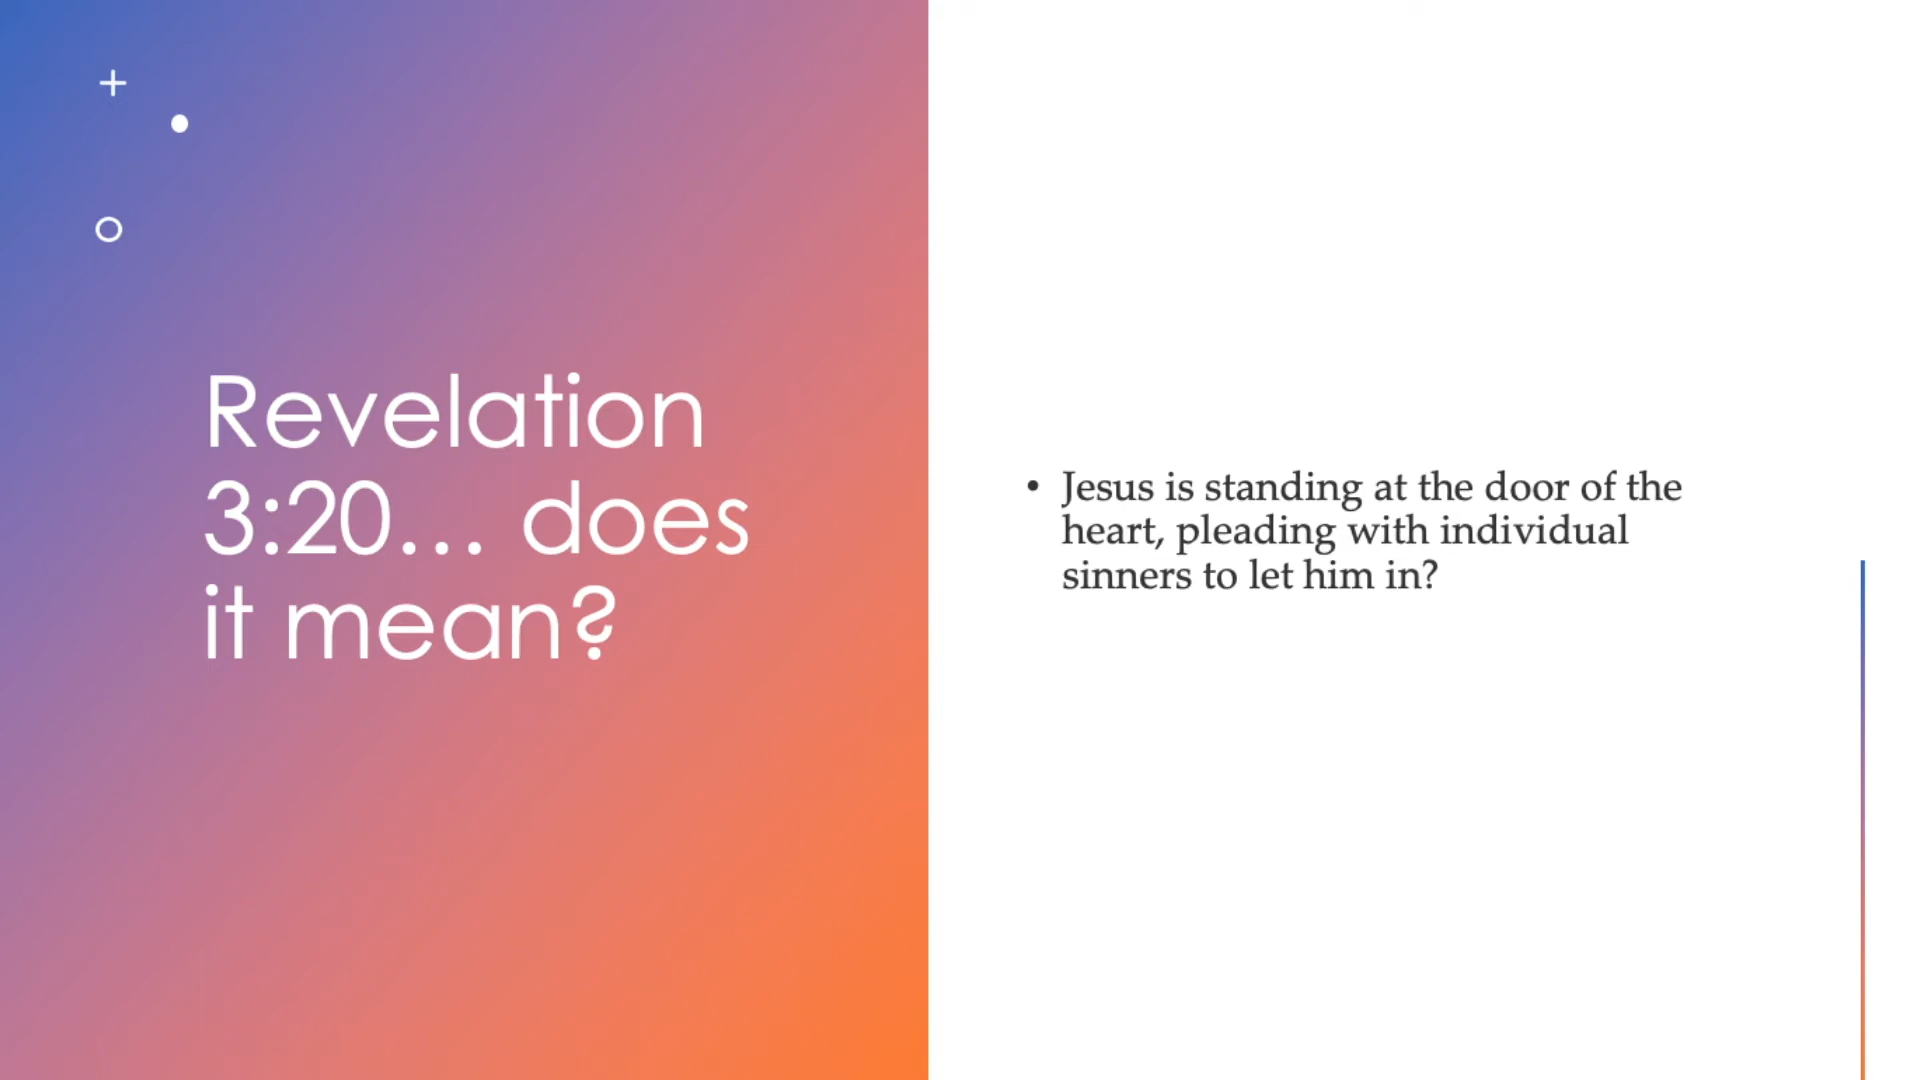 Revelation
3:20... does
it mean?
• Jesus is standing at the door of the
heart, pleading with individual
sinners to let him in?